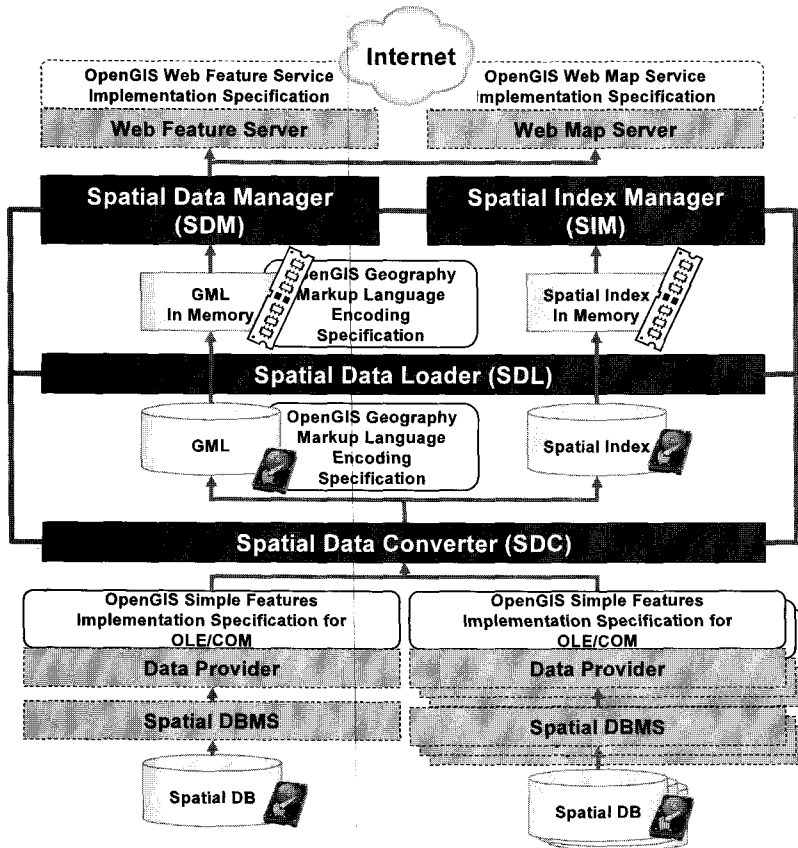 Internet
OpenGIS Web Feature Service
Implementation Specification
Web Feature Server
OpenGIS Web Map Service
Implementation Specification
Web Map Server
Spatial Data Manager
(SDM)
Spatial Index Manager
(SIM)
GML
In Memory
OpenGIS Geography
Markup Language
Encoding
Specification
Spatial Index
In Memory
Spatial Data Loader (SDL)
GML
OpenGIS Geography
Markup Language
Encoding
Specification
Spatial Index
Spatial Data Converter (SDC)
OpenGIS Simple Features
Implementation Specification for
OLE/COM
Data Provider
Spatial DBMS
Spatial DB
OpenGIS Simple Features
Implementation Specification for
OLE/COM
Data Provider
Spatial DBMS
Spatial DB